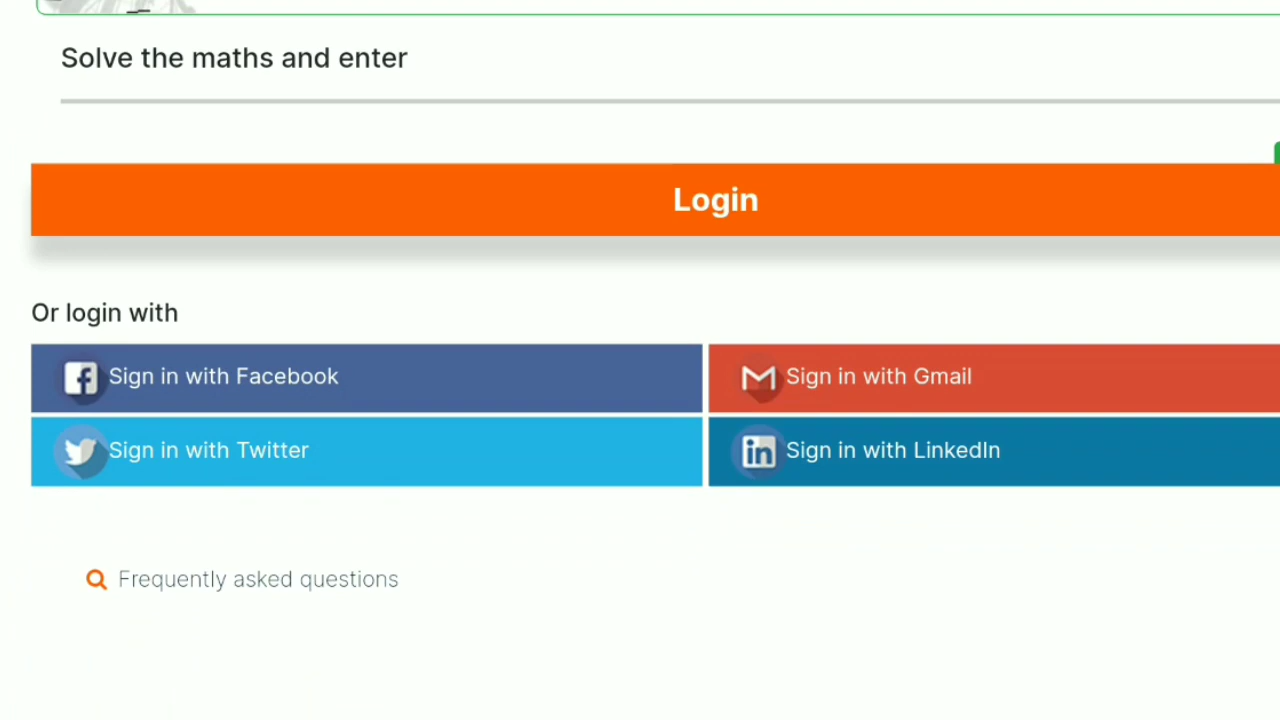 Solve the maths and enter
Login
Or login with
Sign in with Facebook
Sign in with Gmail
Sign in with Twitter
Sign in with LinkedIn
Frequently asked questions